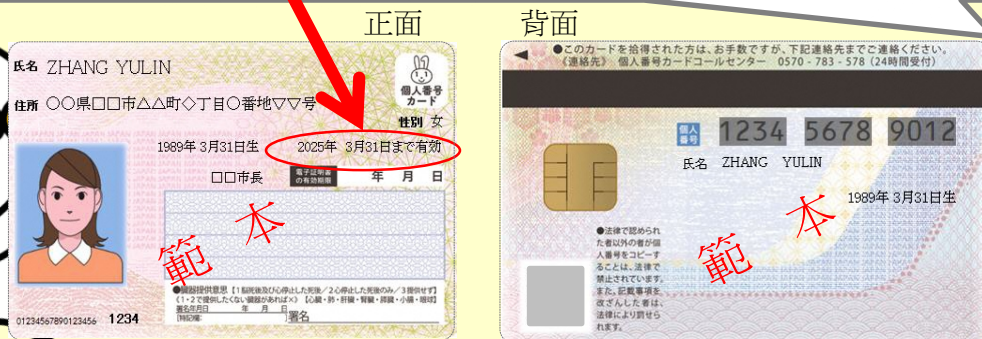 正面
背面
氏名 ZHANG YULIN
個人番号
カード
住所 〇〇県□□市△△町◇丁目〇番地▽▽号
性別 女
1989年 3月31日生
2025年 3月31日まで有効
□□市長
電子証明書
の有効期限
年 月 日
範 本
●臓器提供意思【1脳死後及び心停止した死後/2心停止した死後のみ/3提供せず】
《1・2で提供したくない臓器があれば×》【心臓・肺・肝臓・腎臓・膵臓・小腸・眼球】
署名年月日 年 月 日
[特記欄: ]
署名
01234567890123456 1234
●このカードを拾得された方は、お手数ですが、下記連絡先までご連絡ください。
《連絡先》 個人番号カードコールセンター 0570-783-578(24時間受付)
個人
番号
1234 5678 9012
氏名 ZHANG YULIN
1989年 3月31日生
範 本
●法律で認められ
た者以外の者が個
人番号をコピーす
ることは、法律で
禁止されています。
また、記載事項を
改ざんした者は、
法律により罰せら
れます。